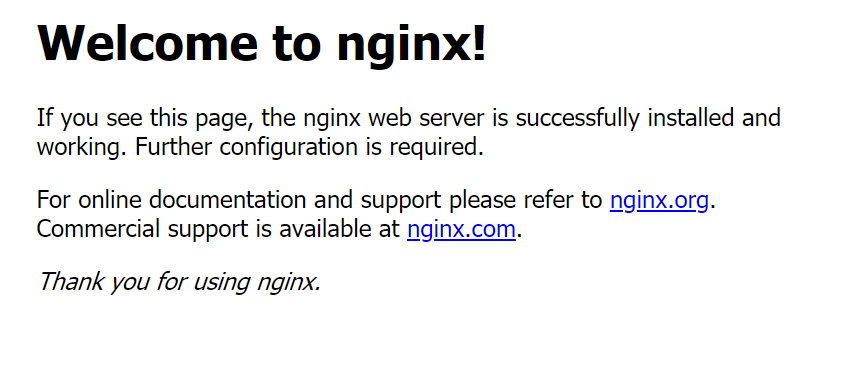 Welcome to nginx!
If you see this page, the nginx web server is successfully installed and
working. Further configuration is required.
For online documentation and support please refer to nginx.org.
Commercial support is available at nginx.com.
Thank you for using nginx.